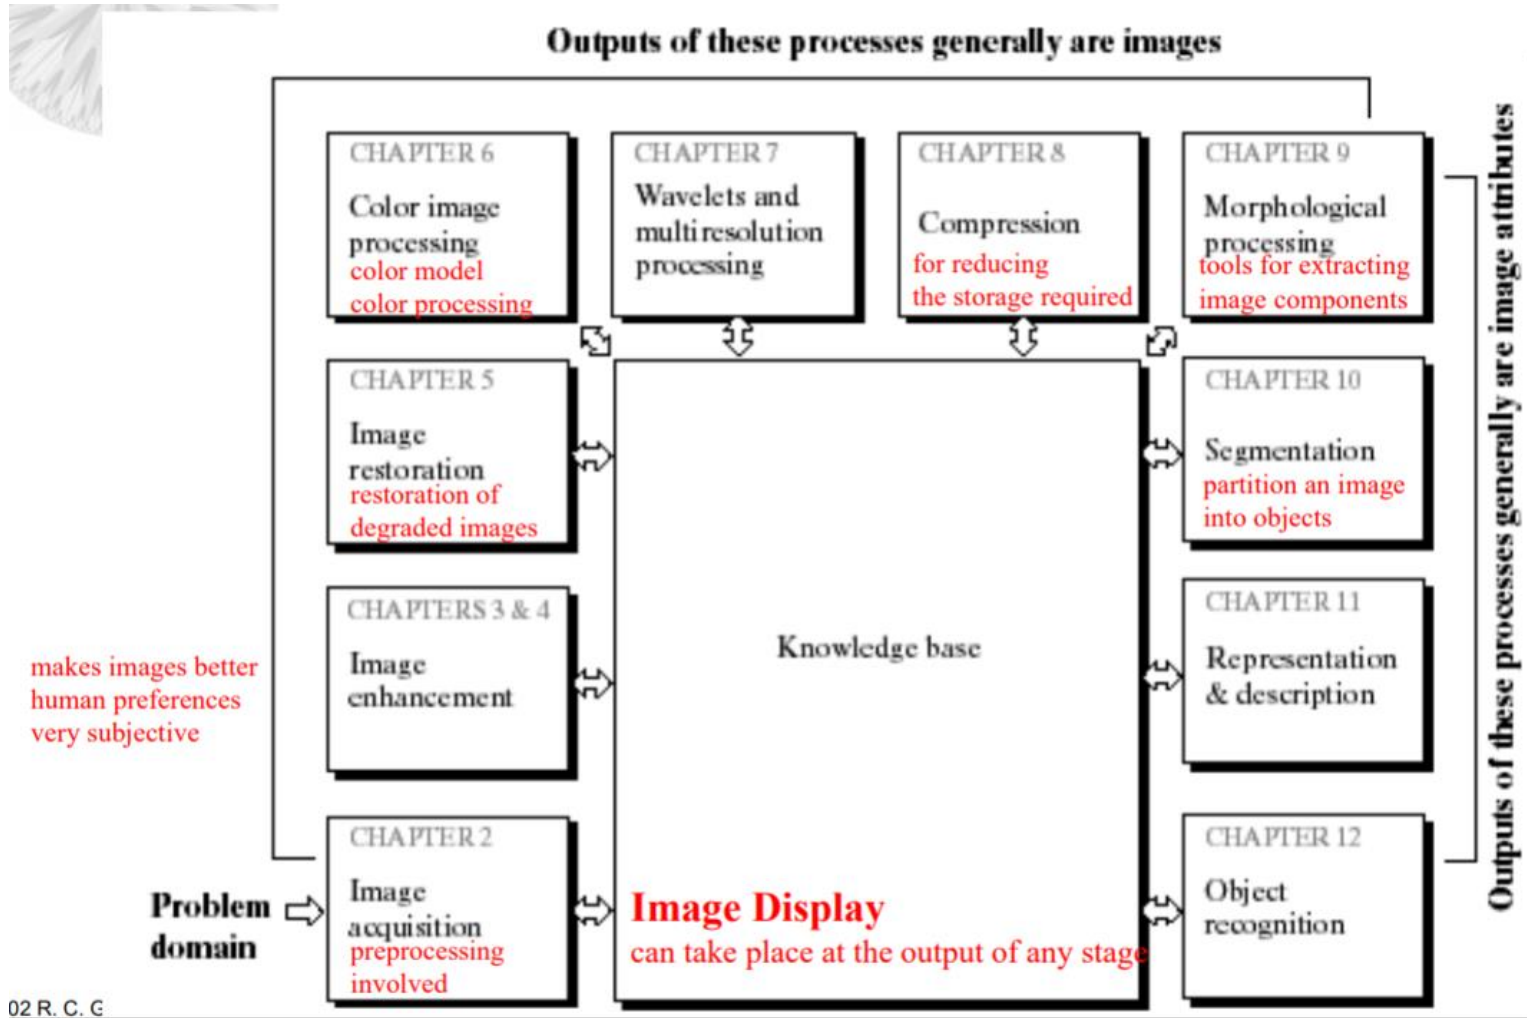 Outputs of these processes generally are images
CHAPTER 6
Color image
processing
color model
color processing
CHAPTER 7
Wavelets and
multiresolution
processing
CHAPTER 8
Compression
for reducing
the storage required
CHAPTER 9
Morphological
processing
tools for extracting
image components
CHAPTER 5
Image
restoration
restoration of
degraded images
CHAPTER 10
Segmentation
partition an image
into objects
CHAPTERS 3 & 4
Image
enhancement
makes images better
human preferences
very subjective
Knowledge base
CHAPTER 11
Representation
& description
CHAPTER 2
Image
acquisition
preprocessing
involved
Problem
domain
Image Display
can take place at the output of any stage
CHAPTER 12
Object
recognition
Outputs of these processes generally are image attributes
02 R. C. G